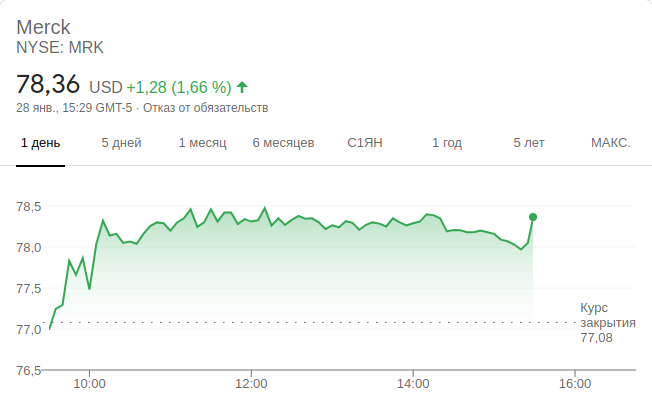 Merck
NYSE: MRK
78,36 USD +1,28 (1,66 %)
28 янв., 15:29 GMT-5 · Отказ от обязательств
1 день 5 дней 1 месяц 6 месяцев С1ЯН 1 год 5 лет МАКС.
78,5
78,0
77,5
77,0
76,5
Курс
закрытия
77,08
10:00 12:00 14:00 16:00